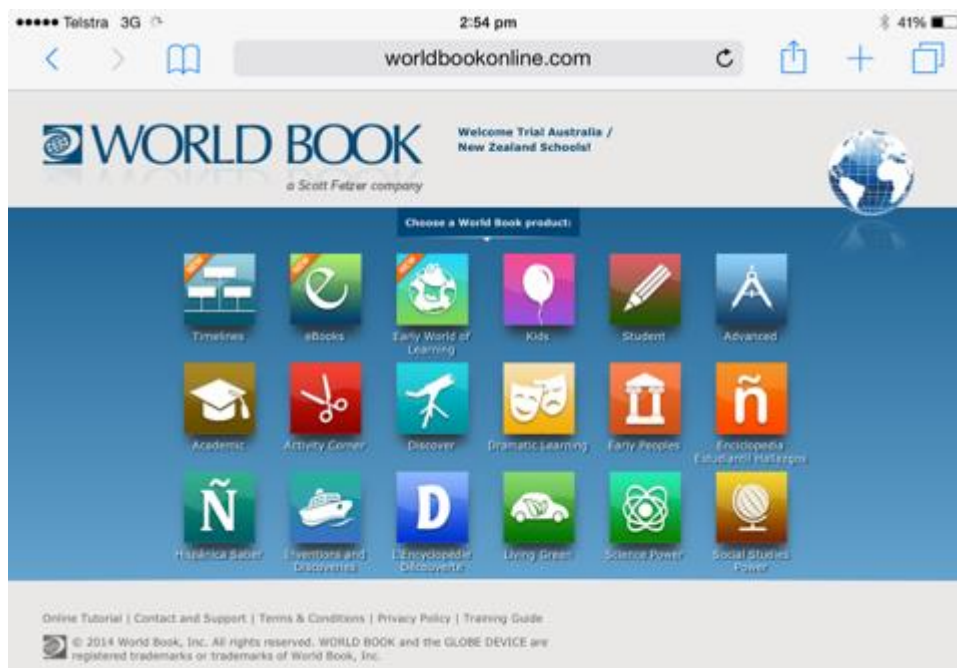 Telstra 3G 2:54 pm 41%
worldbookonline.com
WORLD BOOK
a Scott Fetzer company
Welcome Trial Australia /
New Zealand Schools!
Choose a World Book product:
NEW NEW NEW
Timelines eBooks Early World of Learning Kids Student Advanced
Academic Activity Corner Discover Dramatic Learning Early Peoples Enciclopedia Estudiantil Hallazgos
Hispánica Saber Inventions and Discoveries L'Encyclopédie Découverte Living Green Science Power Social Studies Power
Online Tutorial | Contact and Support | Terms & Conditions | Privacy Policy | Training Guide
© 2014 World Book, Inc. All rights reserved. WORLD BOOK and the GLOBE DEVICE are
registered trademarks or trademarks of World Book, Inc.